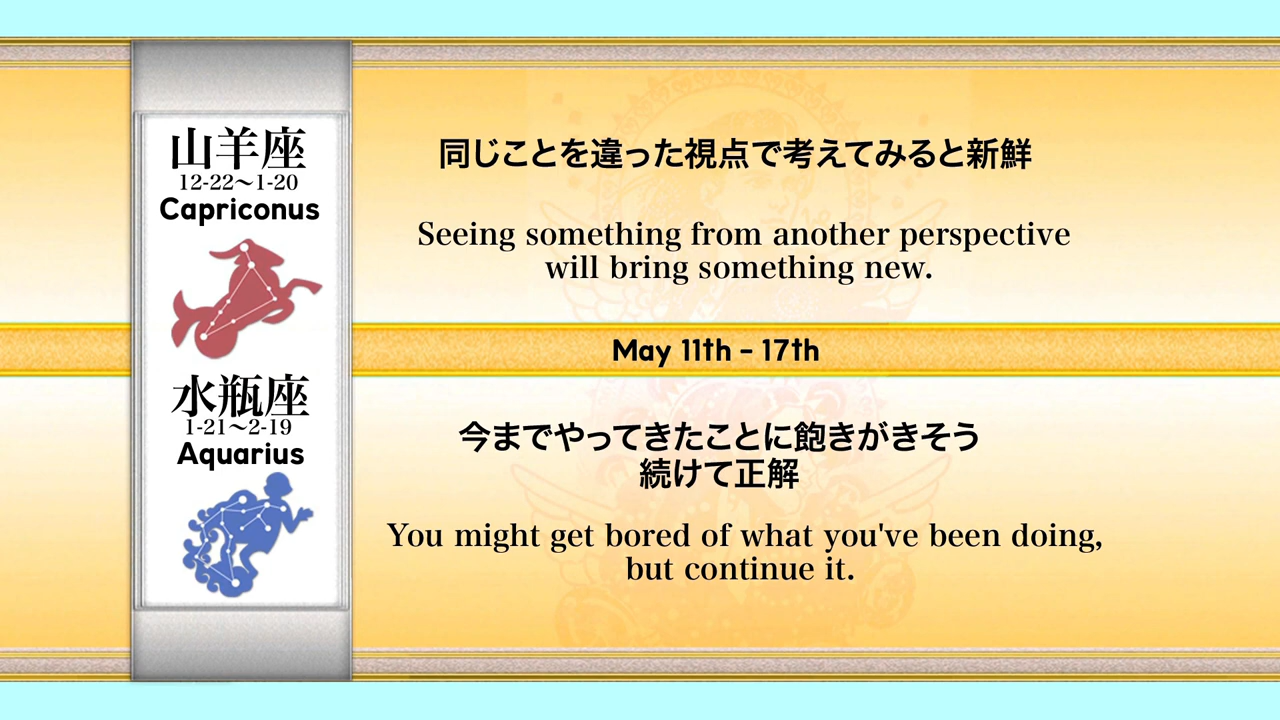 山羊座
12-22～1-20
Capriconus
同じことを違った視点で考えてみると新鮮
Seeing something from another perspective
will bring something new.
May 11th - 17th
水瓶座
1-21～2-19
Aquarius
今までやってきたことに飽きがきそう
続けて正解
You might get bored of what you've been doing,
but continue it.